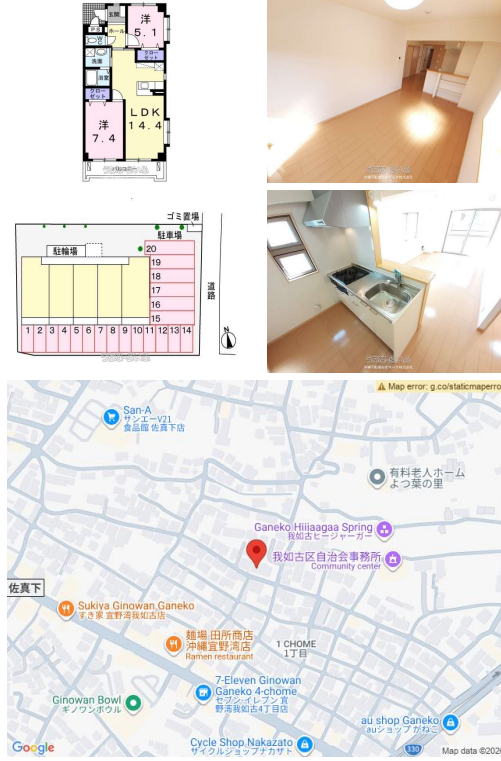 玄関
洋
5.1
ホール
P S
W C
洗面
クロー
ゼット
浴室
クロー
ゼット
洋
7.4
LDK
14.4
バルコニー
ゴミ置場
駐車場
駐輪場
道路
20
19
18
17
16
15
1 2 3 4 5 6 7 8 9 10 11 12 13 14
N
Map error: g.co/staticmaperro
San-A
サンエーV21
食品館 佐真下店
有料老人ホーム
よつ葉の里
Ganeko Hiijaagaa Spring
我如古ヒージャーガー
我如古区自治会事務所
Community center
佐真下
Sukiya Ginowan Ganeko
すき家 宜野湾我如古店
麺場 田所商店
沖縄宜野湾店
Ramen restaurant
1 CHOME
1丁目
7-Eleven Ginowan
Ganeko 4-chome
セブン-イレブン 宜
野湾我如古4丁目店
Ginowan Bowl
ギノワンボウル
au shop Ganeko
auショップ がねこ
Cycle Shop Nakazato
サイクルショップナカザト
330
Google
Map data ©2026